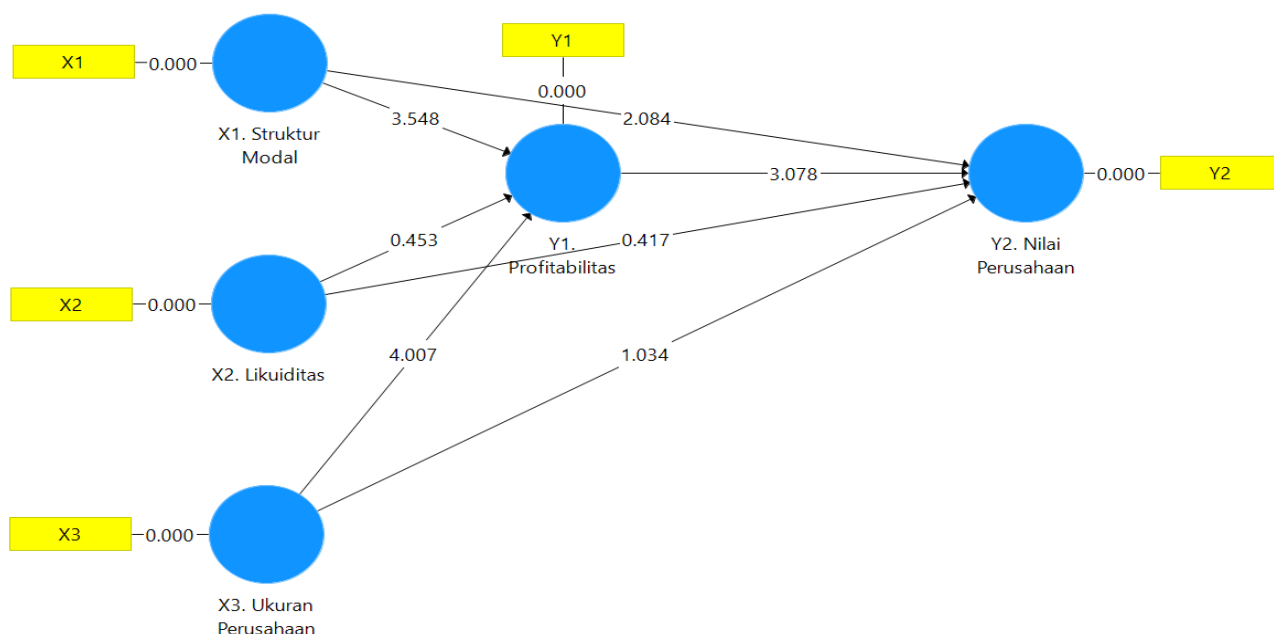 Y1
X1
0.000
0.000
3.548
2.084
X1. Struktur
Modal
3.078
0.000
Y2
0.453
0.417
Y1.
Profitabilitas
Y2. Nilai
Perusahaan
X2
0.000
X2. Likuiditas
4.007
1.034
X3
0.000
X3. Ukuran
Perusahaan